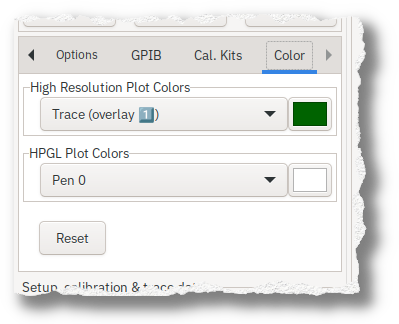 Options GPIB Cal. Kits Color
High Resolution Plot Colors
Trace (overlay 1️⃣)
HPGL Plot Colors
Pen 0
Reset
Setup, calibration & trace